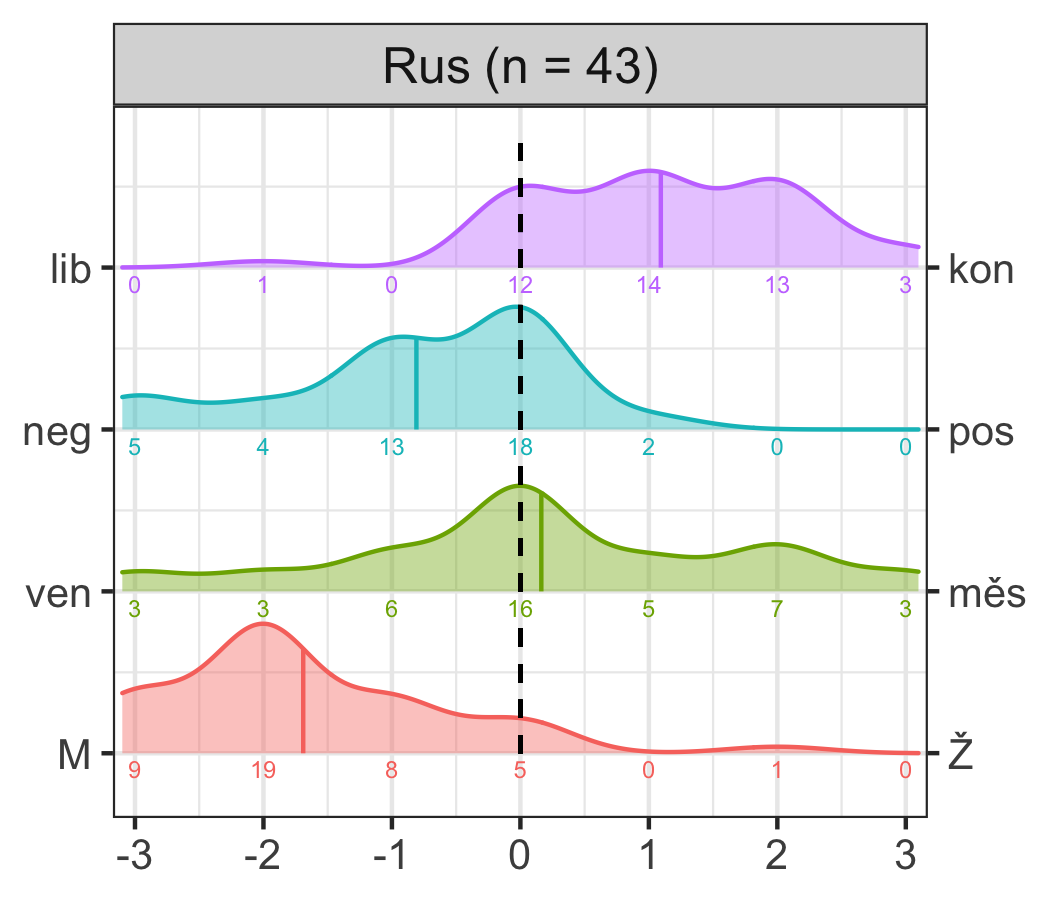 Rus (n = 43)
lib kon
0 1 0 12 14 13 3
neg pos
5 4 13 18 2 0 0
ven měs
3 3 6 16 5 7 3
M Ž
9 19 8 5 0 1 0
-3 -2 -1 0 1 2 3